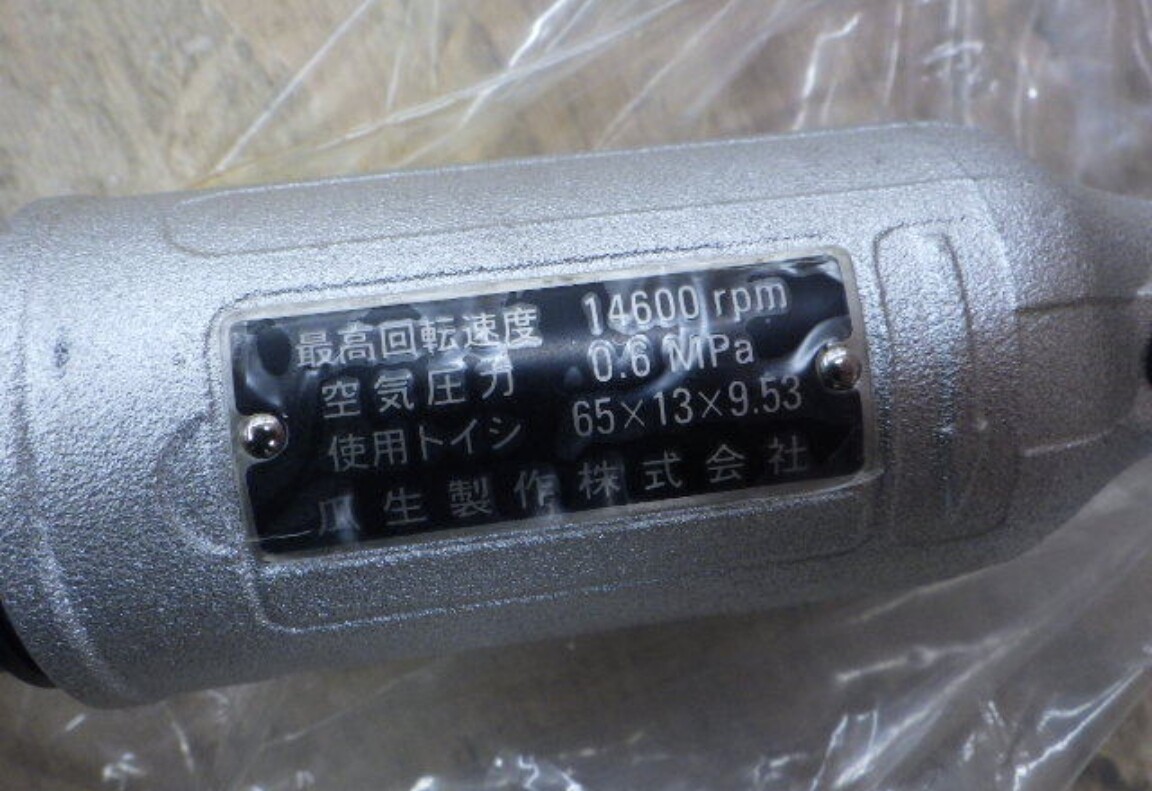 最高回転速度 14600 rpm
空気圧力 0.6 MPa
使用トイシ 65×13×9.53
瓜生製作株式会社